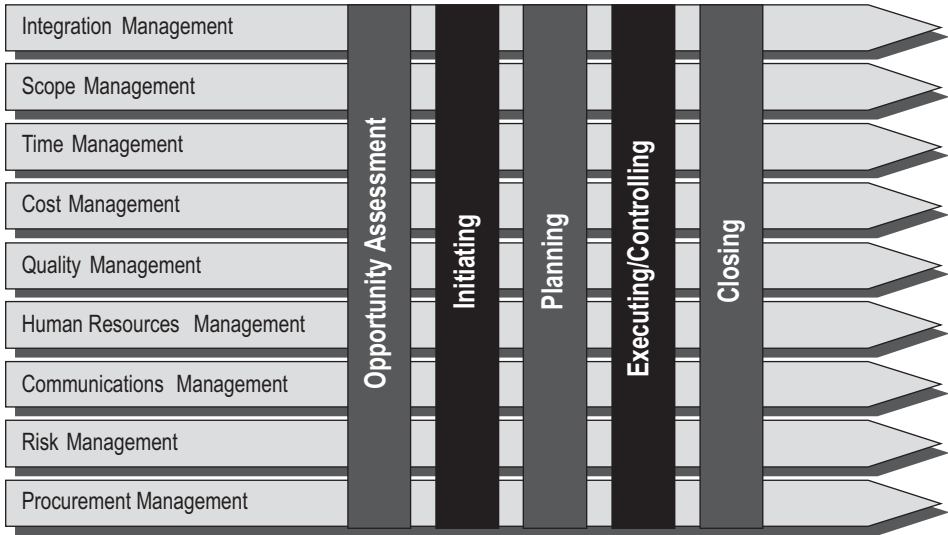 Integration Management
Scope Management
Time Management
Cost Management
Quality Management
Human Resources Management
Communications Management
Risk Management
Procurement Management
Opportunity Assessment
Initiating
Planning
Executing/Controlling
Closing